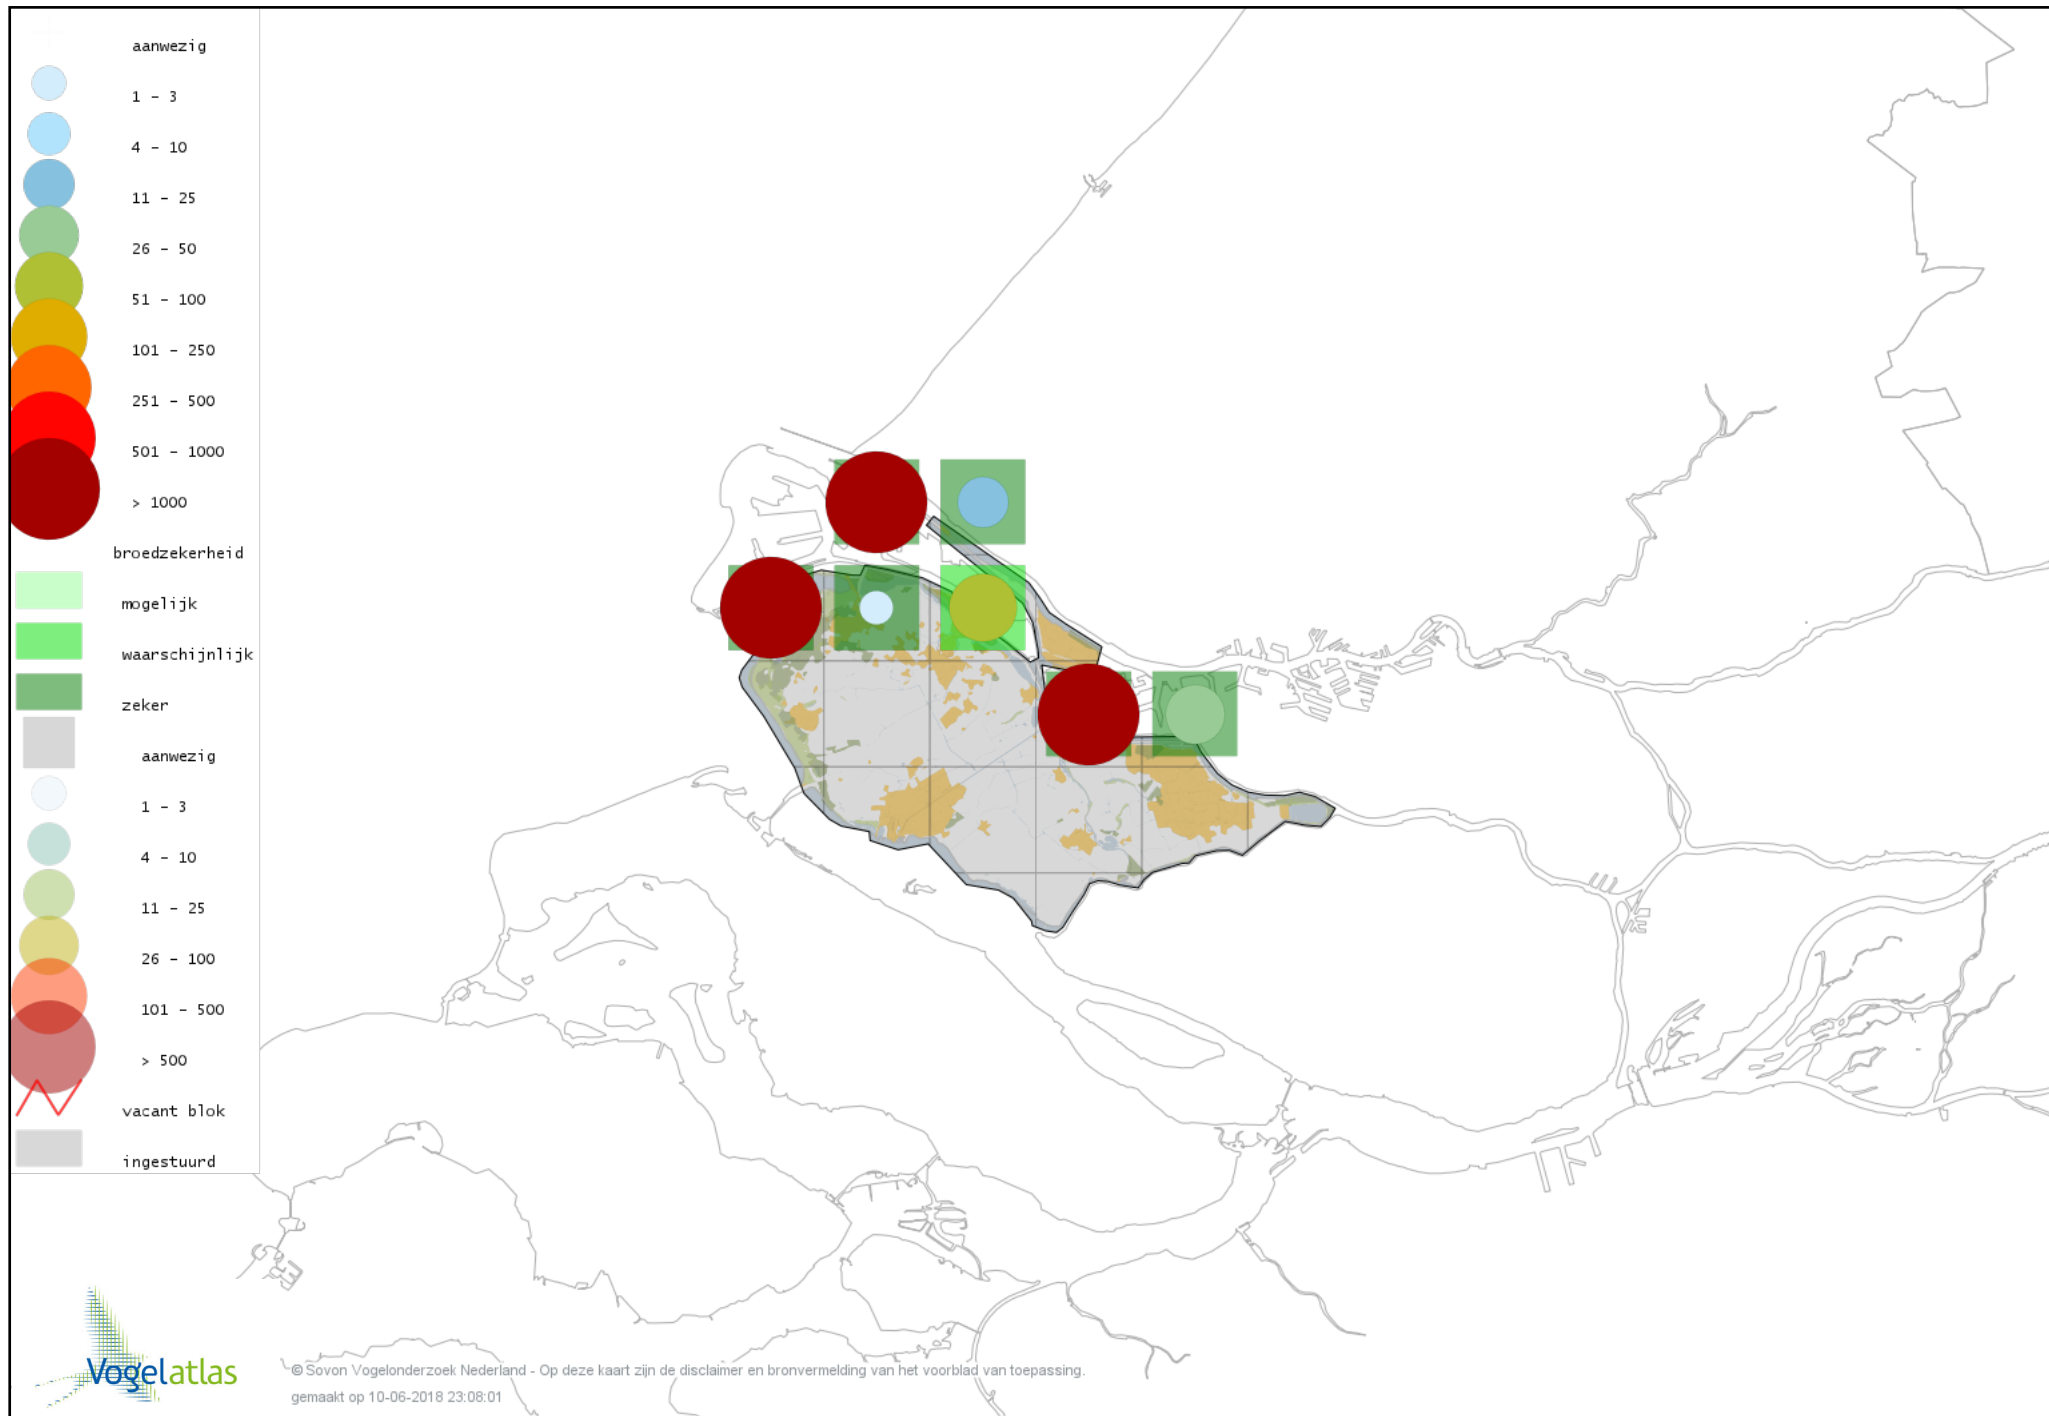 aanwezig
1 - 3
4 - 10
11 - 25
26 - 50
51 - 100
101 - 250
251 - 500
501 - 1000
> 1000
broedzekerheid
mogelijk
waarschijnlijk
zeker
aanwezig
1 - 3
4 - 10
11 - 25
26 - 100
101 - 500
> 500
vacant blok
ingestuurd
Vogelatlas
© Sovon Vogelonderzoek Nederland - Op deze kaart zijn de disclaimer en bronvermelding van het voorblad van toepassing.
gemaakt op 10-06-2018 23:08:01